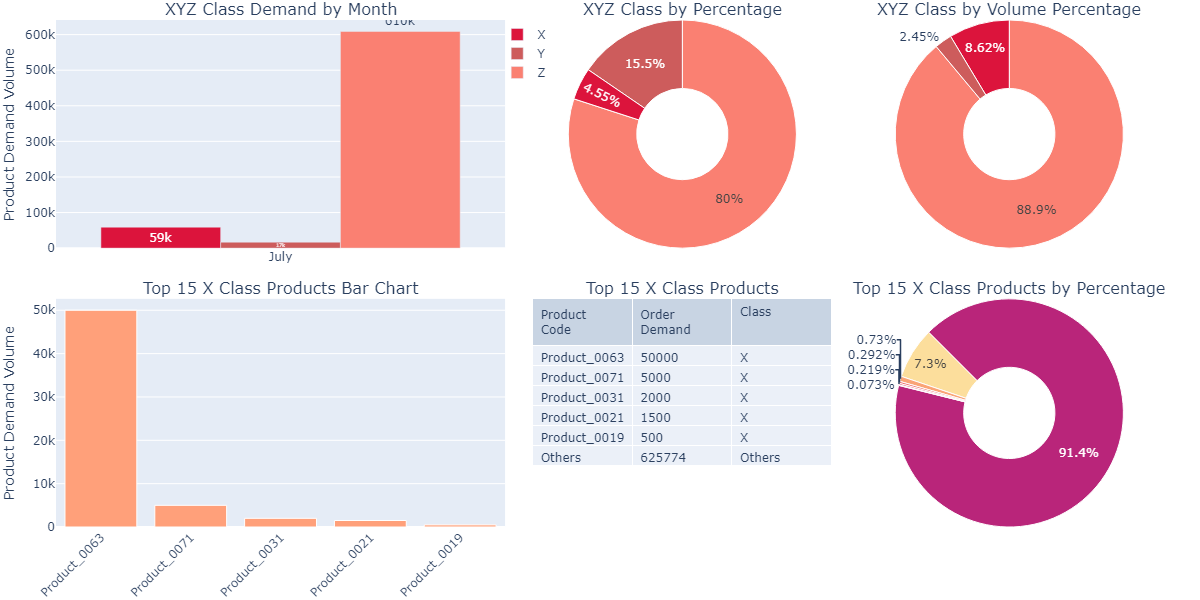 XYZ Class Demand by Month
Product Demand Volume
600k
500k
400k
300k
200k
100k
0
610k
59k
17k
July
X
Y
Z
XYZ Class by Percentage
15.5%
4.55%
80%
XYZ Class by Volume Percentage
2.45%
8.62%
88.9%
Top 15 X Class Products Bar Chart
Product Demand Volume
50k
40k
30k
20k
10k
0
Product_0063
Product_0071
Product_0031
Product_0021
Product_0019
Top 15 X Class Products
Product Code Order Demand Class
Product_0063 50000 X
Product_0071 5000 X
Product_0031 2000 X
Product_0021 1500 X
Product_0019 500 X
Others 625774 Others
Top 15 X Class Products by Percentage
0.73%
0.292%
0.219%
0.073%
7.3%
91.4%